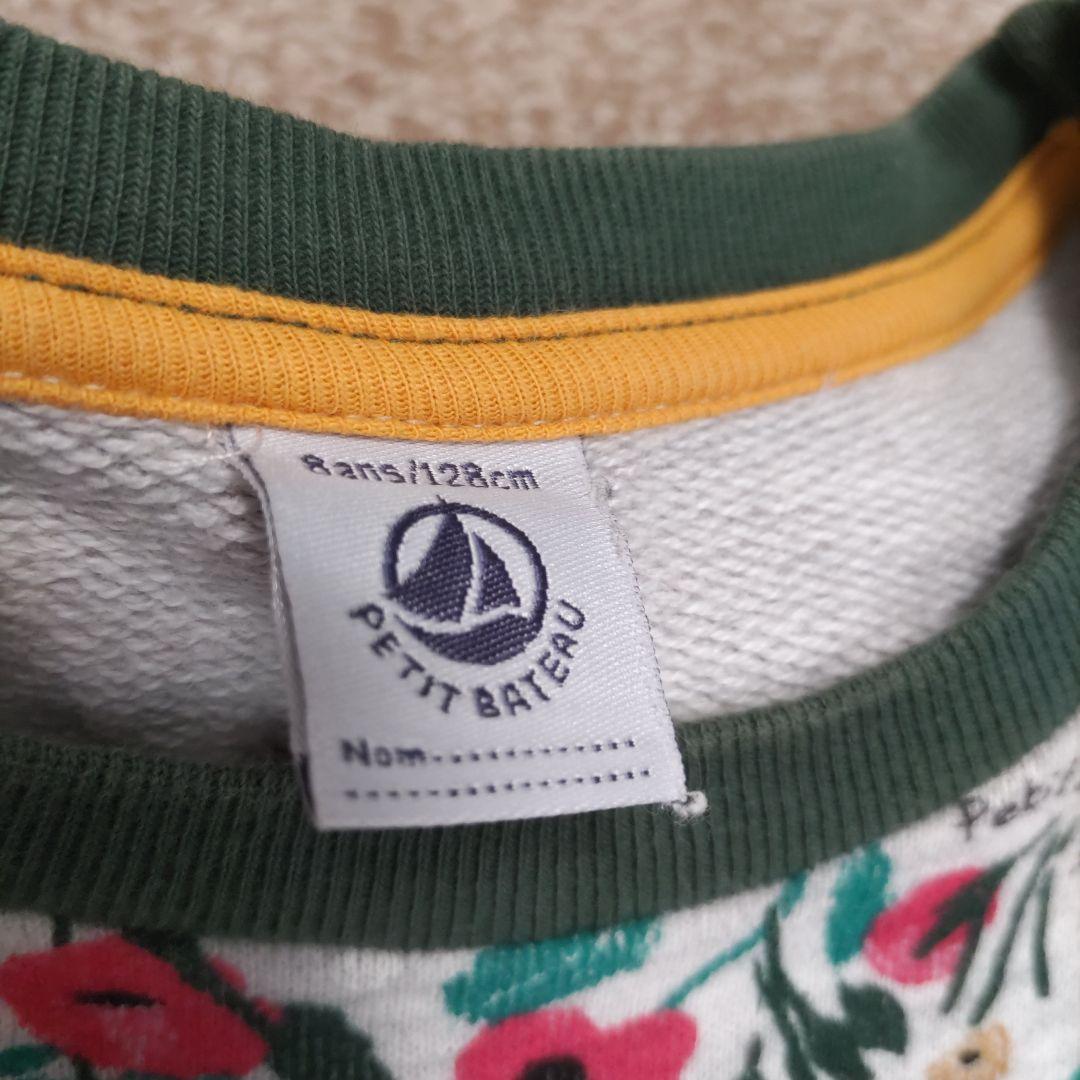 8ans/128cm
PETIT BATEAU
Nom.............
....................